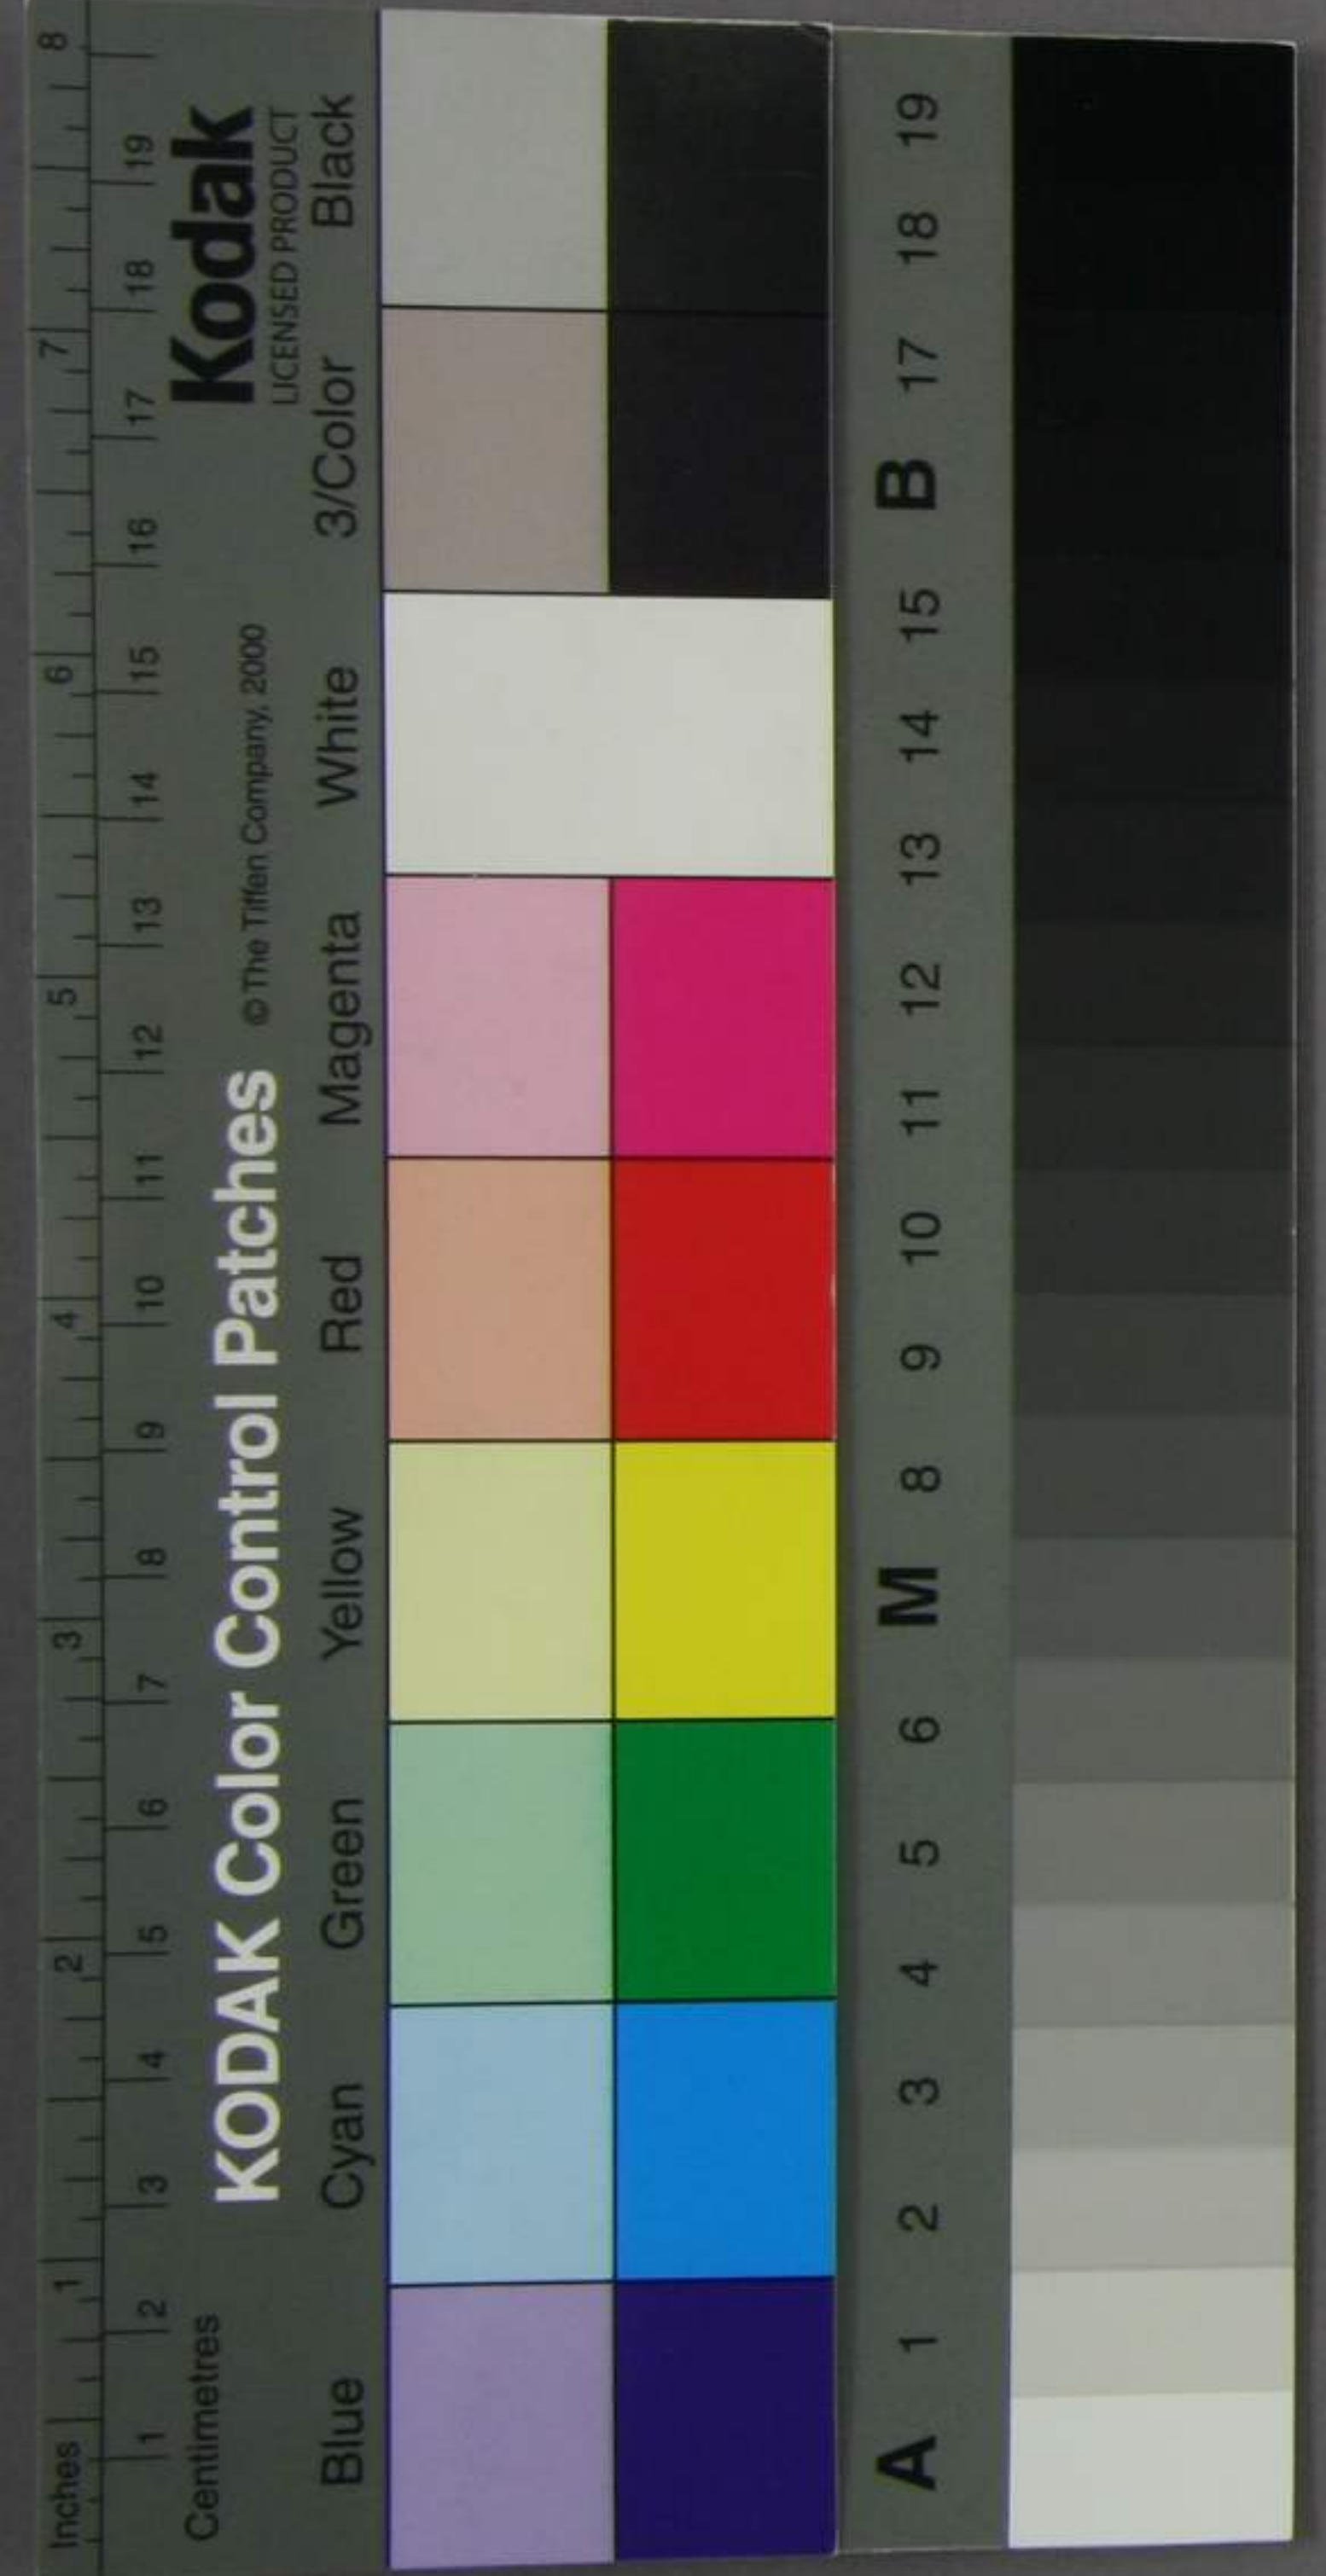 Inches 1 2 3 4 5 6 7 8
1 2 3 4 5 6 7 8 9 10 11 12 13 14 15 16 17 18 19
Centimetres
KODAK Color Control Patches © The Tiffen Company, 2000 Kodak
LICENSED PRODUCT
Blue Cyan Green Yellow Red Magenta White 3/Color Black
A 1 2 3 4 5 6 M 8 9 10 11 12 13 14 15 B 17 18 19